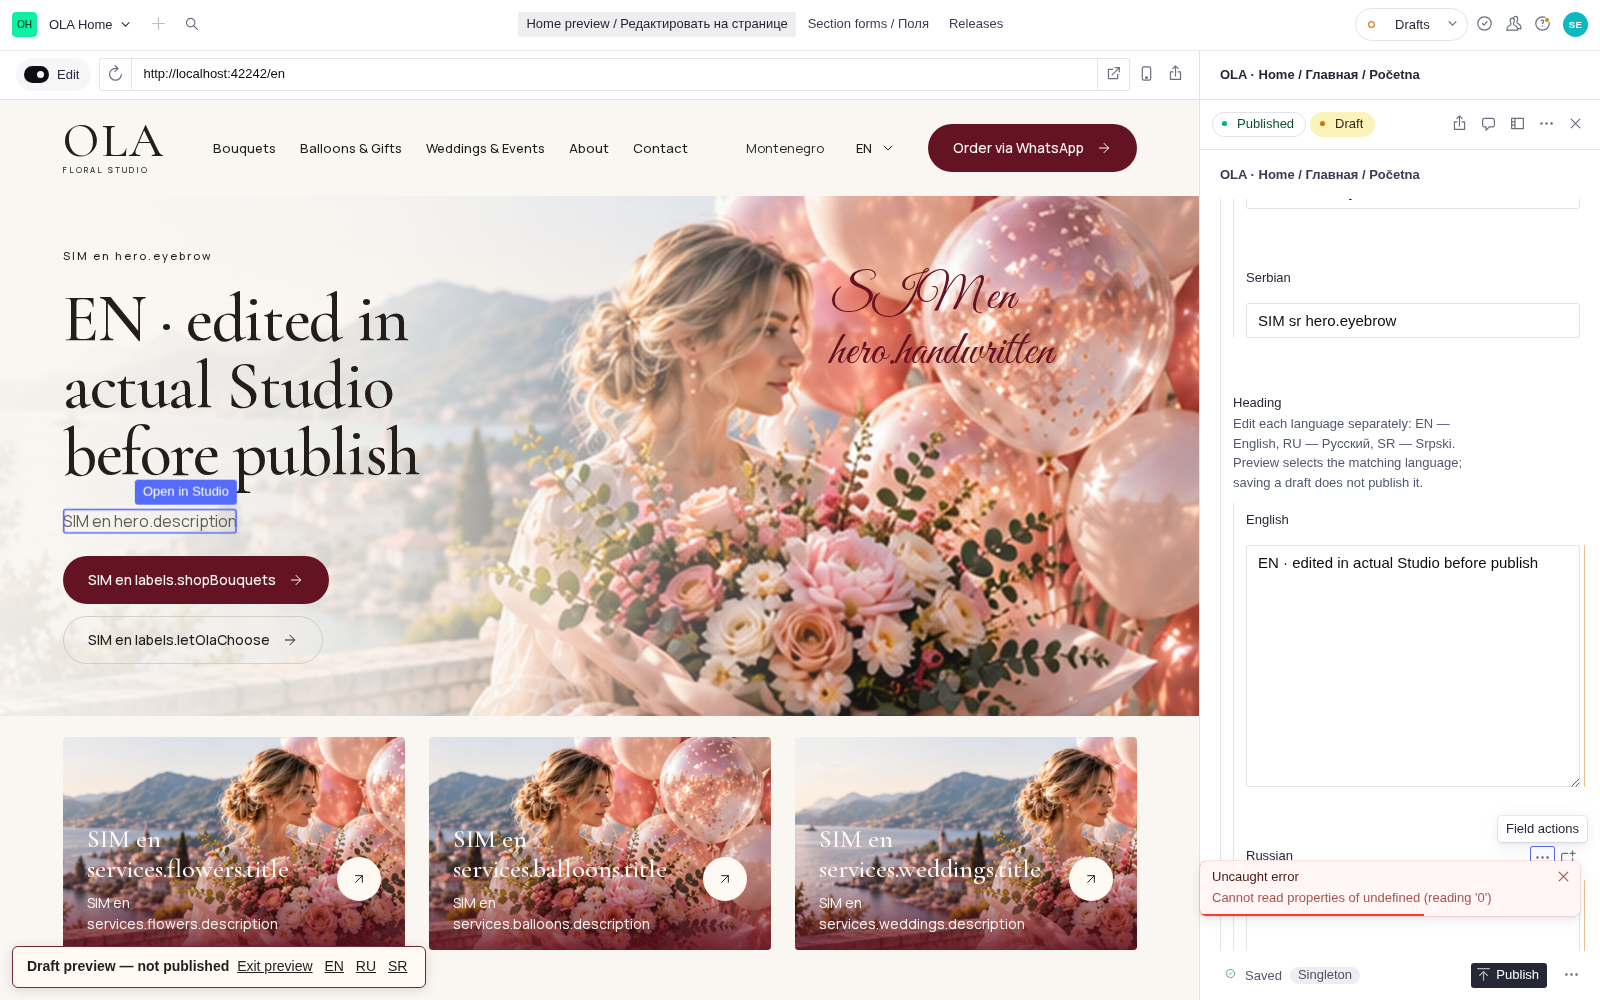 OH OLA Home Home preview / Редактировать на странице Section forms / Поля Releases Drafts SE
Edit http://localhost:42242/en
OLA · Home / Главная / Početna
Published Draft
OLA · Home / Главная / Početna
OLA
FLORAL STUDIO
Bouquets Balloons & Gifts Weddings & Events About Contact Montenegro EN Order via WhatsApp
SIM en hero.eyebrow
EN · edited in
actual Studio
before publish
Open in Studio
SIM en hero.description
SIM en labels.shopBouquets
SIM en labels.letOlaChoose
SIM en
hero.handwritten
SIM en
services.flowers.title
SIM en
services.flowers.description
SIM en
services.balloons.title
SIM en
services.balloons.description
SIM en
services.weddings.title
SIM en
services.weddings.description
Draft preview — not published Exit preview EN RU SR
Serbian
SIM sr hero.eyebrow
Heading
Edit each language separately: EN —
English, RU — Русский, SR — Srpski.
Preview selects the matching language;
saving a draft does not publish it.
English
EN · edited in actual Studio before publish
Field actions
Russian
Uncaught error
Cannot read properties of undefined (reading '0')
Saved Singleton Publish